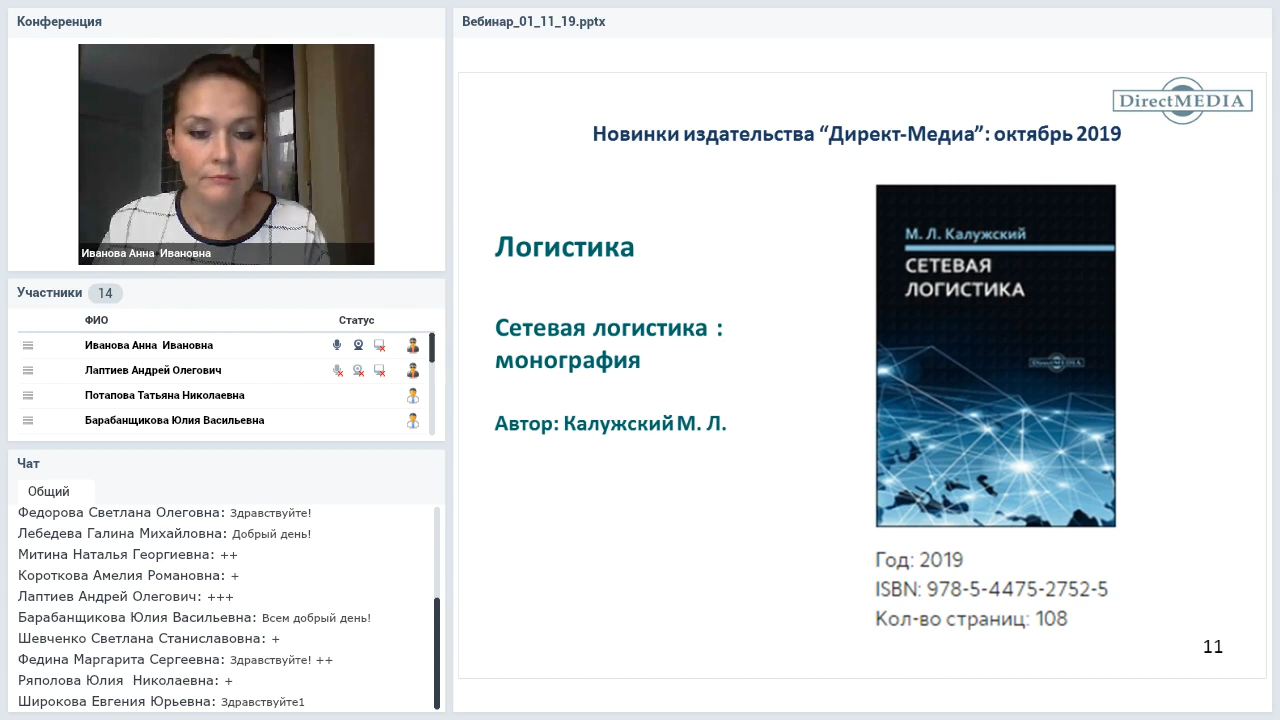 Конференция
Иванова Анна Ивановна
Участники 14
ФИО Статус
Иванова Анна Ивановна
Лаптиев Андрей Олегович
Потапова Татьяна Николаевна
Барабанщикова Юлия Васильевна
Чат
Общий
Федорова Светлана Олеговна: Здравствуйте!
Лебедева Галина Михайловна: Добрый день!
Митина Наталья Георгиевна: ++
Короткова Амелия Романовна: +
Лаптиев Андрей Олегович: +++
Барабанщикова Юлия Васильевна: Всем добрый день!
Шевченко Светлана Станиславовна: +
Федина Маргарита Сергеевна: Здравствуйте! ++
Ряполова Юлия Николаевна: +
Широкова Евгения Юрьевна: Здравствуйте1
Вебинар_01_11_19.pptx
DirectMEDIA
Новинки издательства “Директ-Медиа”: октябрь 2019
Логистика
Сетевая логистика :
монография
Автор: Калужский М. Л.
М. Л. Калужский
СЕТЕВАЯ
ЛОГИСТИКА
DirectMEDIA
Год: 2019
ISBN: 978-5-4475-2752-5
Кол-во страниц: 108
11